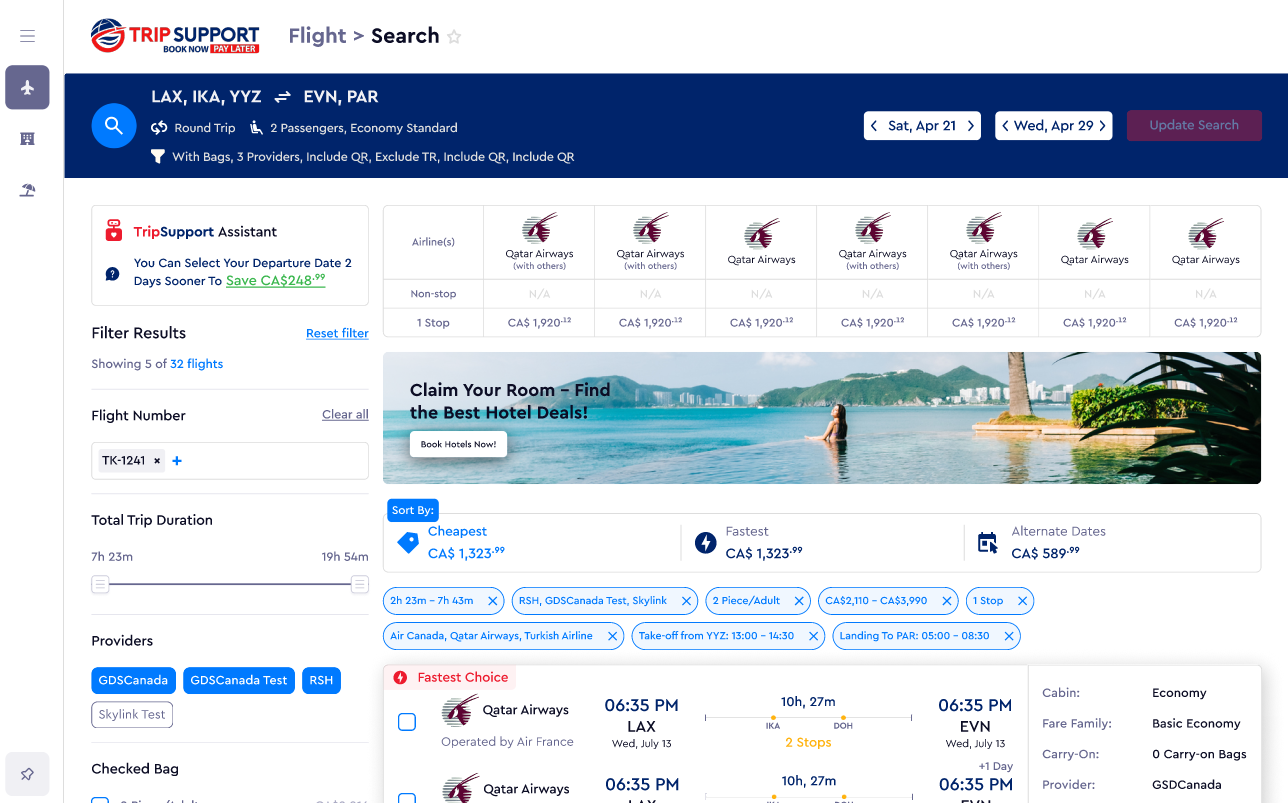 TRIP SUPPORT
BOOK NOW PAY LATER
Flight > Search
LAX, IKA, YYZ EVN, PAR
Round Trip 2 Passengers, Economy Standard
With Bags, 3 Providers, Include QR, Exclude TR, Include QR, Include QR
Sat, Apr 21
Wed, Apr 29
Update Search
TripSupport Assistant
You Can Select Your Departure Date 2
Days Sooner To Save CA$248.99
Filter Results Reset filter
Showing 5 of 32 flights
Flight Number Clear all
TK-1241 × +
Total Trip Duration
7h 23m 19h 54m
Providers
GDSCanada GDSCanada Test RSH
Skylink Test
Checked Bag
Airline(s)
Qatar Airways (with others)
Qatar Airways (with others)
Qatar Airways
Qatar Airways (with others)
Qatar Airways (with others)
Qatar Airways
Qatar Airways
Non-stop N/A N/A N/A N/A N/A N/A N/A
1 Stop CA$ 1,920.12 CA$ 1,920.12 CA$ 1,920.12 CA$ 1,920.12 CA$ 1,920.12 CA$ 1,920.12 CA$ 1,920.12
Claim Your Room – Find
the Best Hotel Deals!
Book Hotels Now!
Sort By:
Cheapest
CA$ 1,323.99
Fastest
CA$ 1,323.99
Alternate Dates
CA$ 589.99
2h 23m – 7h 43m
RSH, GDSCanada Test, Skylink
2 Piece/Adult
CA$2,110 – CA$3,990
1 Stop
Air Canada, Qatar Airways, Turkish Airline
Take-off from YYZ: 13:00 – 14:30
Landing To PAR: 05:00 – 08:30
Fastest Choice
Qatar Airways
Operated by Air France
06:35 PM
LAX
Wed, July 13
10h, 27m
IKA DOH
2 Stops
06:35 PM
EVN
Wed, July 13
+1 Day
Qatar Airways
06:35 PM
10h, 27m
06:35 PM
Cabin: Economy
Fare Family: Basic Economy
Carry-On: 0 Carry-on Bags
Provider: GSDCanada